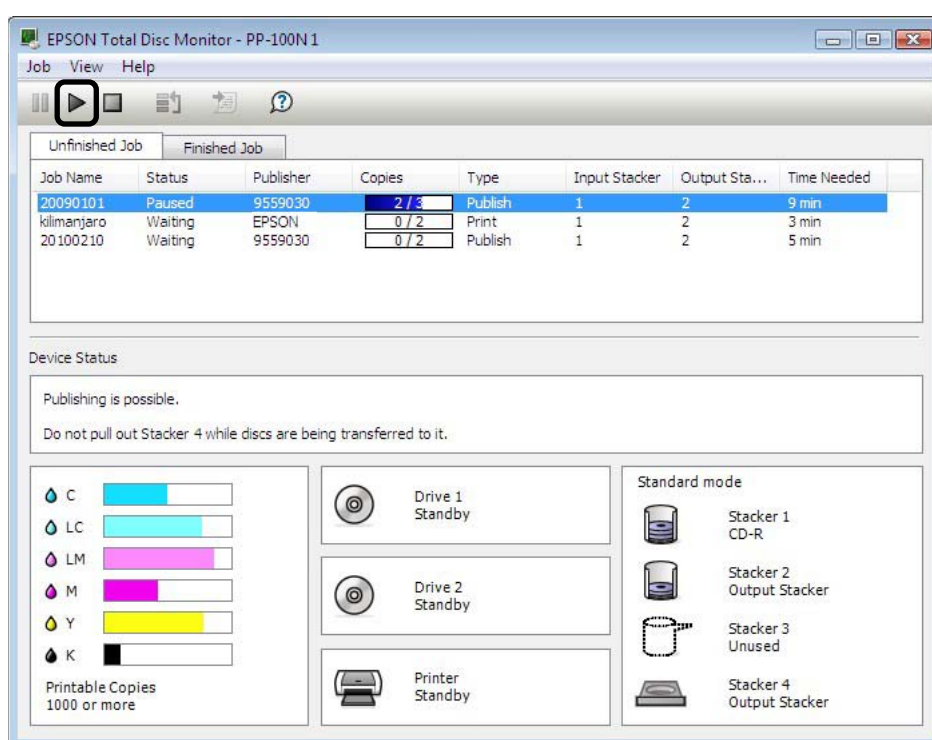 EPSON Total Disc Monitor - PP-100N 1
Job View Help
Unfinished Job Finished Job
Job Name Status Publisher Copies Type Input Stacker Output Sta... Time Needed
20090101 Paused 9559030 2 / 3 Publish 1 2 9 min
kilimanjaro Waiting EPSON 0 / 2 Print 1 2 3 min
20100210 Waiting 9559030 0 / 2 Publish 1 2 5 min
Device Status
Publishing is possible.
Do not pull out Stacker 4 while discs are being transferred to it.
C
LC
LM
M
Y
K
Printable Copies
1000 or more
Drive 1
Standby
Drive 2
Standby
Printer
Standby
Standard mode
Stacker 1
CD-R
Stacker 2
Output Stacker
Stacker 3
Unused
Stacker 4
Output Stacker